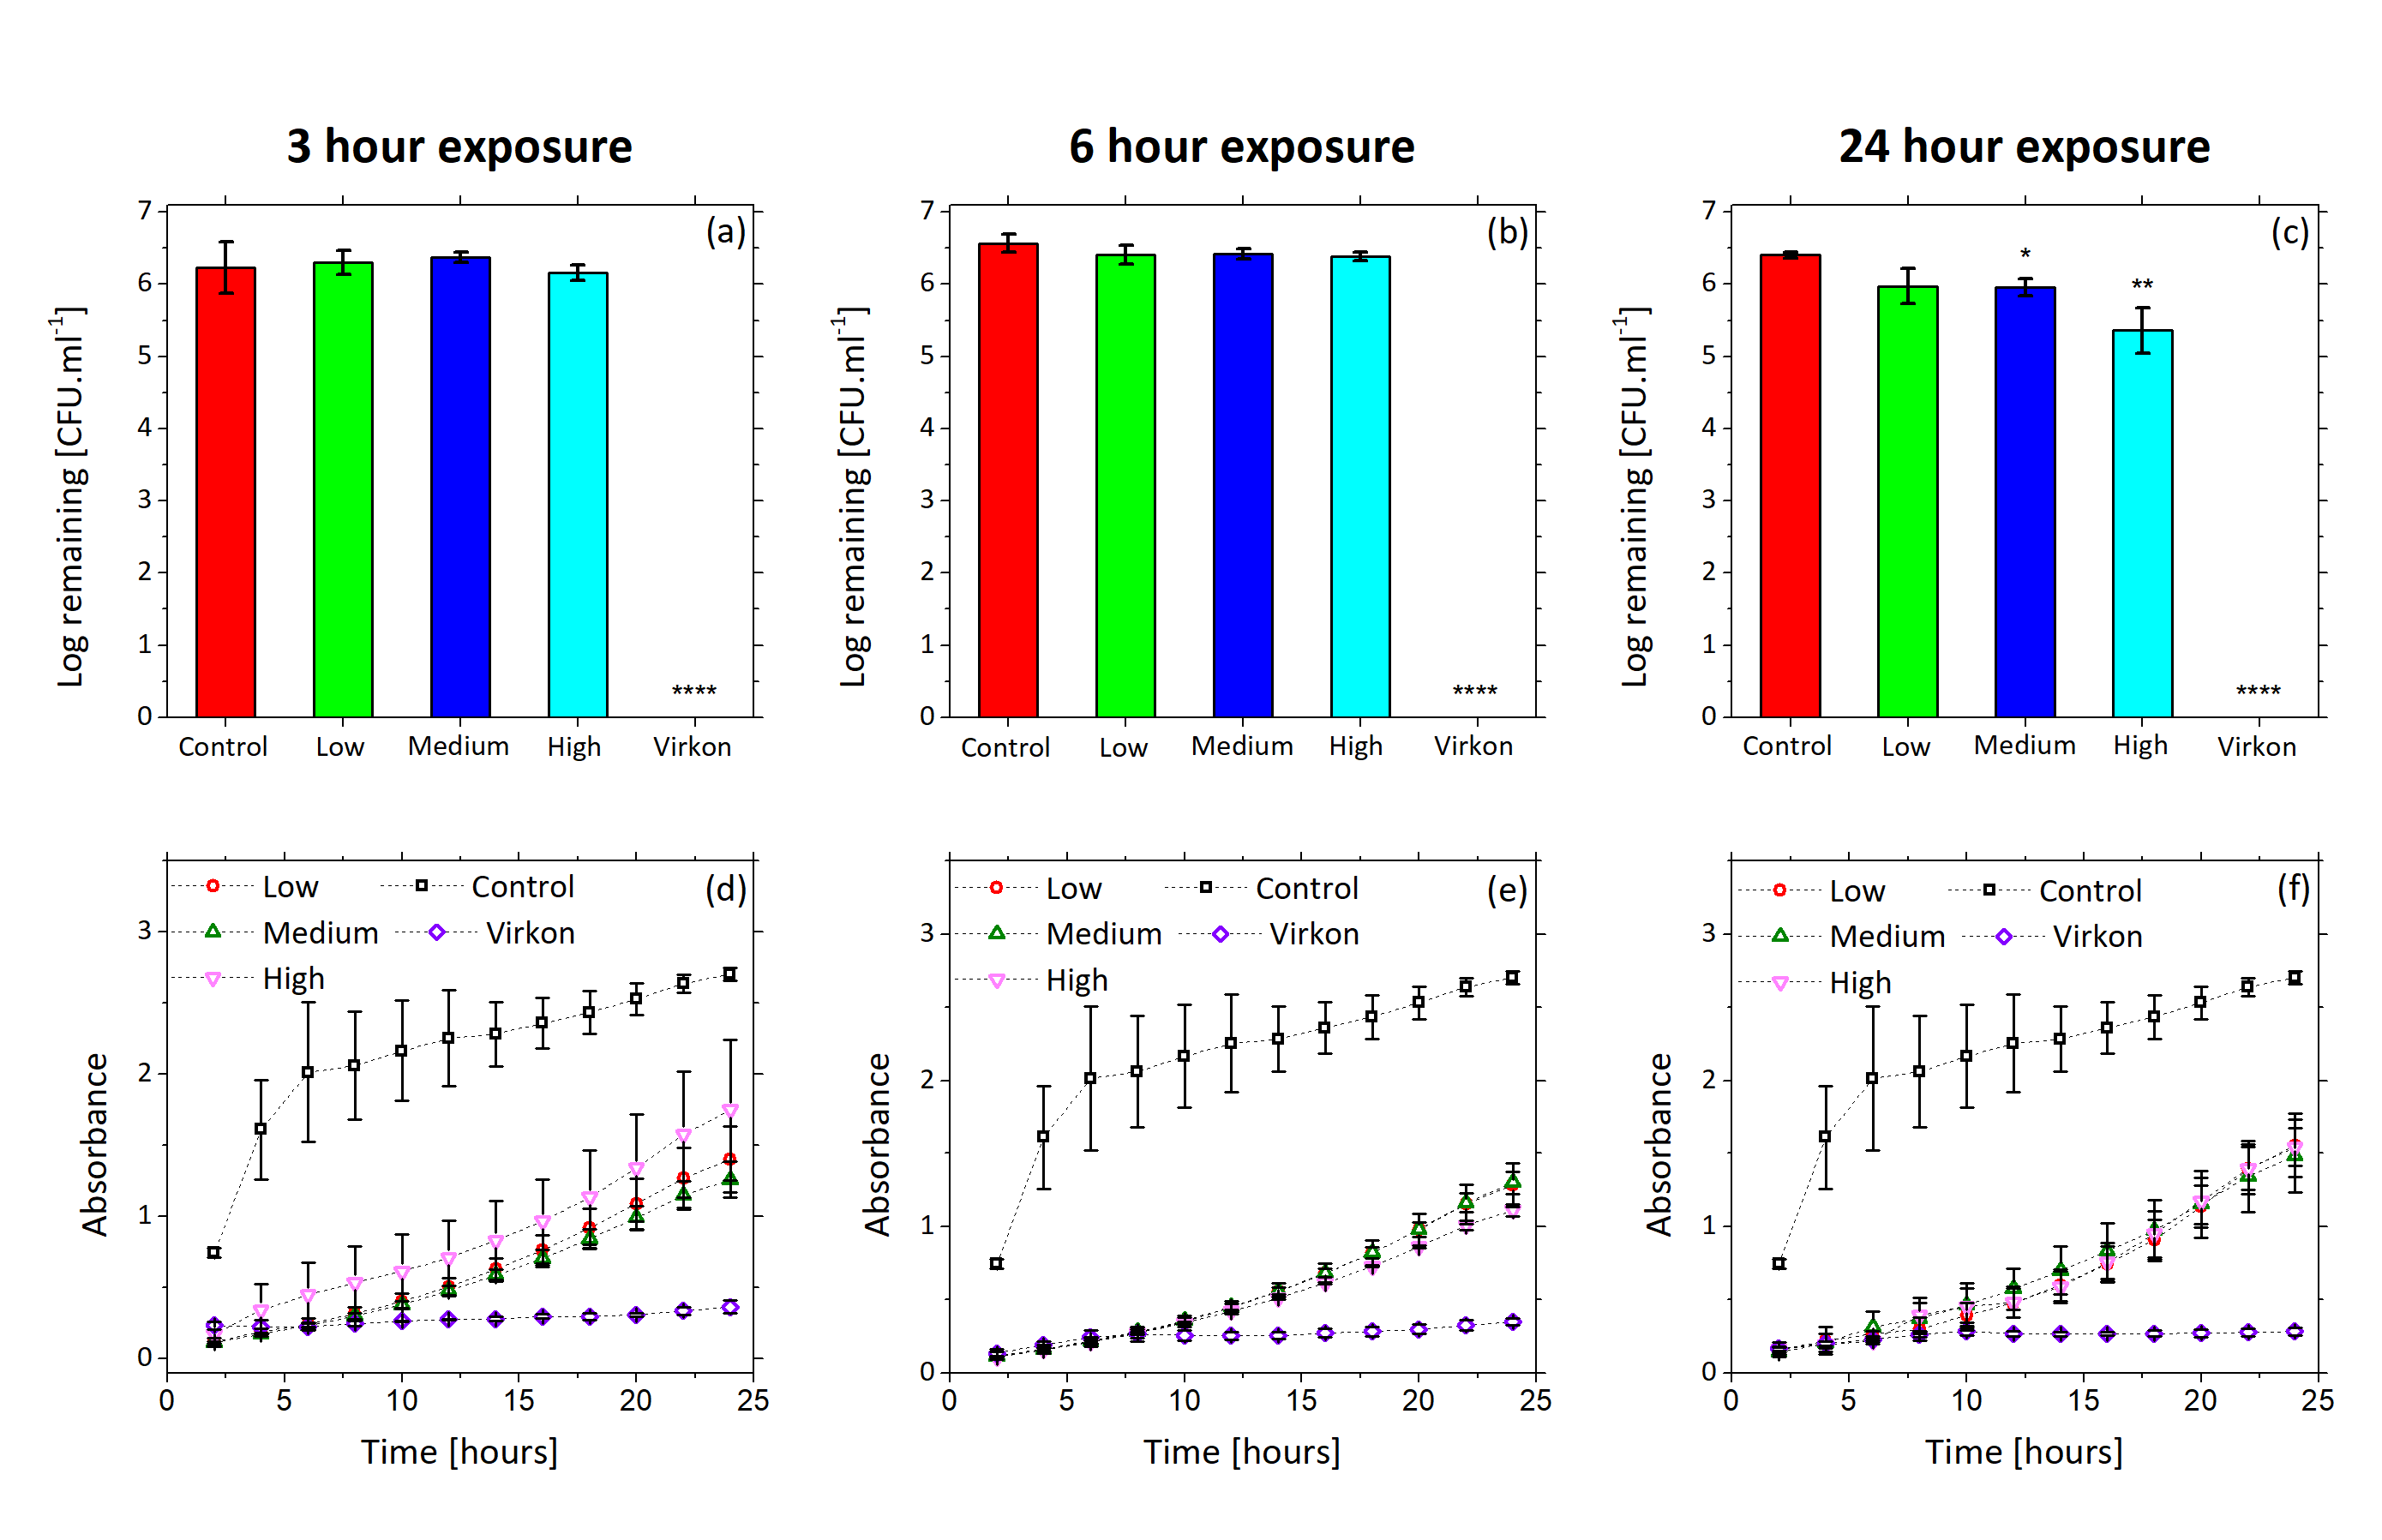 3 hour exposure
6 hour exposure
24 hour exposure
(a)
7
6
5
4
3
2
1
0
Log remaining [CFU.ml-1]
****
Control
Low
Medium
High
Virkon
(b)
7
6
5
4
3
2
1
0
Log remaining [CFU.ml-1]
****
Control
Low
Medium
High
Virkon
(c)
7
6
5
4
3
2
1
0
Log remaining [CFU.ml-1]
*
**
****
Control
Low
Medium
High
Virkon
(d)
Low
Control
Medium
Virkon
High
3
2
1
0
Absorbance
0
5
10
15
20
25
Time [hours]
(e)
Low
Control
Medium
Virkon
High
3
2
1
0
Absorbance
0
5
10
15
20
25
Time [hours]
(f)
Low
Control
Medium
Virkon
High
3
2
1
0
Absorbance
0
5
10
15
20
25
Time [hours]